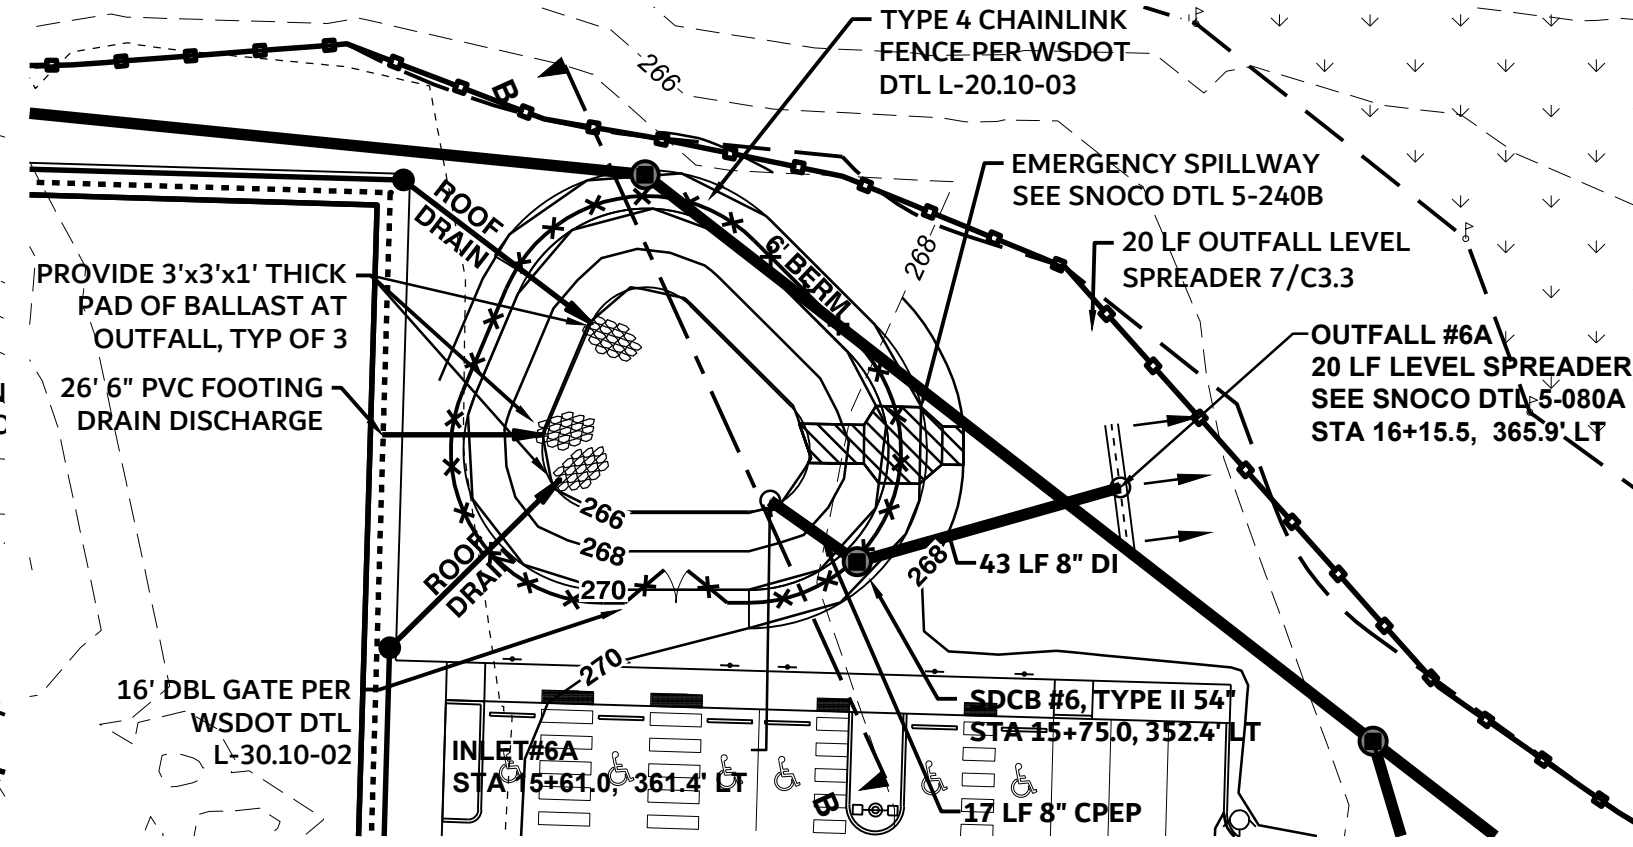 TYPE 4 CHAINLINK
FENCE PER WSDOT
DTL L-20.10-03
266
B
EMERGENCY SPILLWAY
SEE SNOCO DTL 5-240B
ROOF
DRAIN
6' BERM
268
20 LF OUTFALL LEVEL
SPREADER 7/C3.3
PROVIDE 3'x3'x1' THICK
PAD OF BALLAST AT
OUTFALL, TYP OF 3
OUTFALL #6A
20 LF LEVEL SPREADER
SEE SNOCO DTL 5-080A
STA 16+15.5, 365.9' LT
26' 6" PVC FOOTING
DRAIN DISCHARGE
266
268
270
ROOF
DRAIN
268
43 LF 8" DI
270
16' DBL GATE PER
WSDOT DTL
L-30.10-02
SDCB #6, TYPE II 54"
STA 15+75.0, 352.4' LT
INLET#6A
STA 15+61.0, 361.4' LT
B
17 LF 8" CPEP